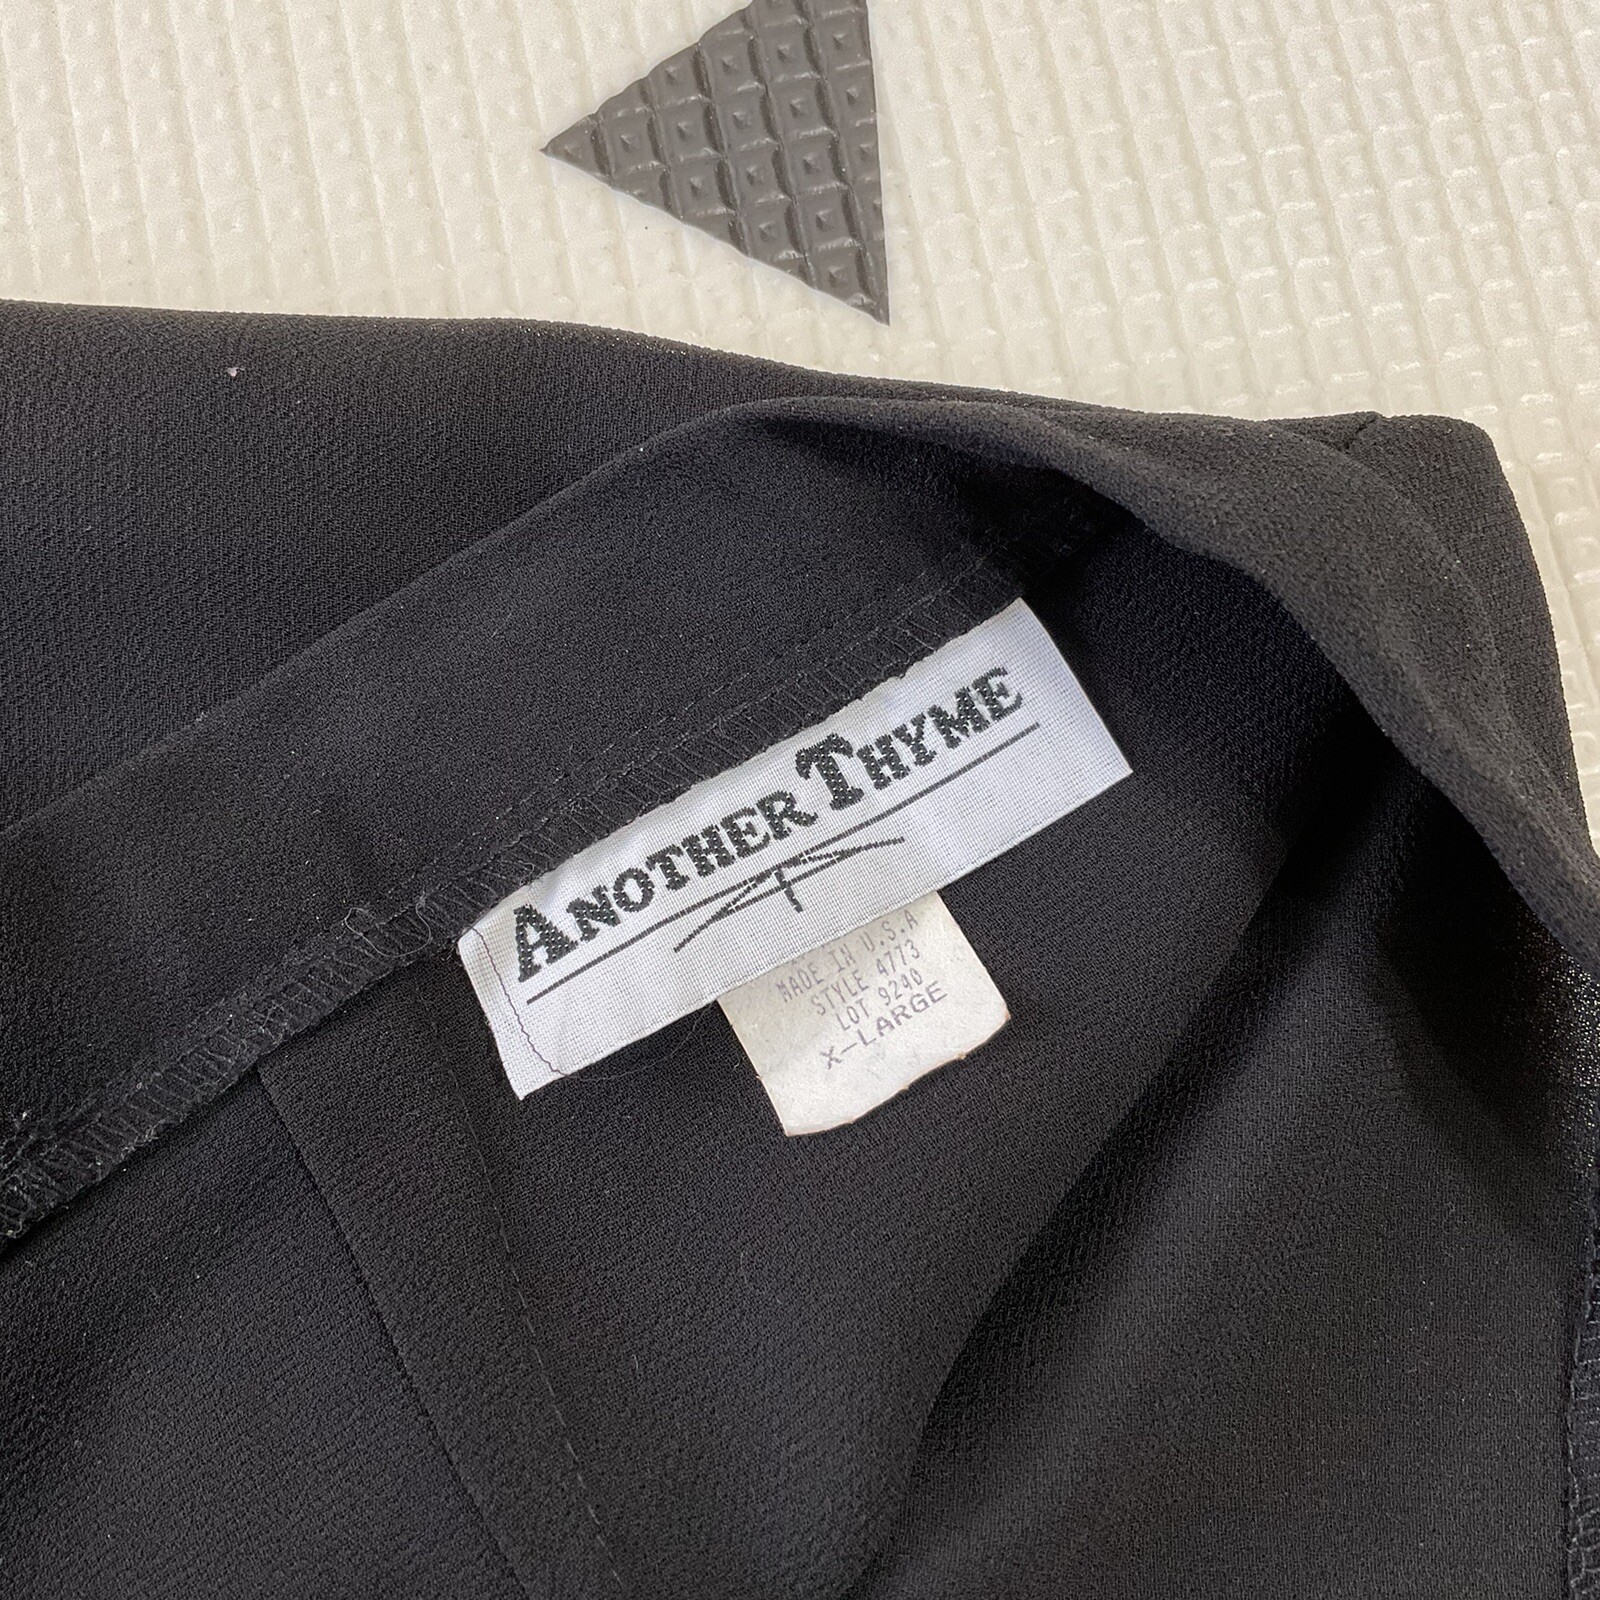 ANOTHER THYME
MADE IN U.S.A
STYLE 4773
LOT 9240
X-LARGE